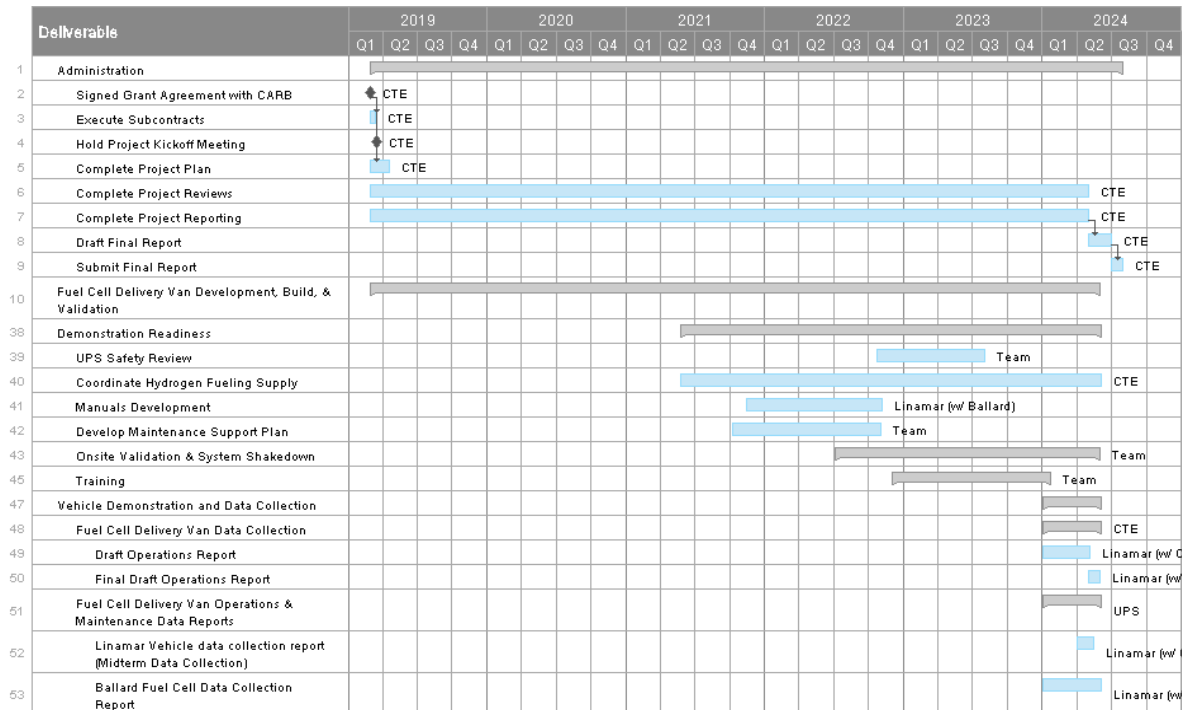 Deliverable
2019 2020 2021 2022 2023 2024
Q1 Q2 Q3 Q4 Q1 Q2 Q3 Q4 Q1 Q2 Q3 Q4 Q1 Q2 Q3 Q4 Q1 Q2 Q3 Q4 Q1 Q2 Q3 Q4
1 Administration
2 Signed Grant Agreement with CARB CTE
3 Execute Subcontracts CTE
4 Hold Project Kickoff Meeting CTE
5 Complete Project Plan CTE
6 Complete Project Reviews CTE
7 Complete Project Reporting CTE
8 Draft Final Report CTE
9 Submit Final Report CTE
10 Fuel Cell Delivery Van Development, Build, &
Validation
38 Demonstration Readiness
39 UPS Safety Review Team
40 Coordinate Hydrogen Fueling Supply CTE
41 Manuals Development Linamar (w/ Ballard)
42 Develop Maintenance Support Plan Team
43 Onsite Validation & System Shakedown Team
45 Training Team
47 Vehicle Demonstration and Data Collection
48 Fuel Cell Delivery Van Data Collection CTE
49 Draft Operations Report Linamar (w/
50 Final Draft Operations Report Linamar (w/
51 Fuel Cell Delivery Van Operations &
Maintenance Data Reports UPS
52 Linamar Vehicle data collection report
(Midterm Data Collection) Linamar (w/
53 Ballard Fuel Cell Data Collection
Report Linamar (w/